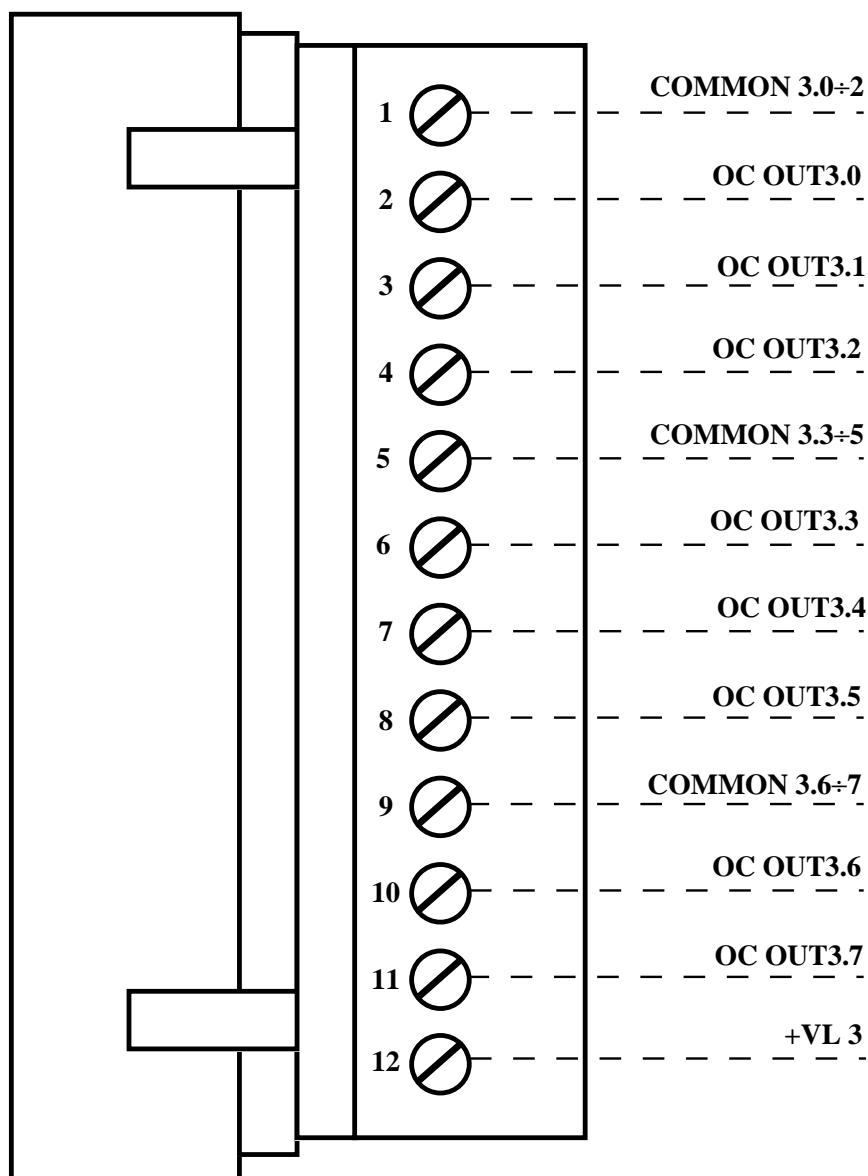 COMMON 3.0÷2
1
OC OUT3.0
2
OC OUT3.1
3
OC OUT3.2
4
COMMON 3.3÷5
5
OC OUT3.3
6
OC OUT3.4
7
OC OUT3.5
8
COMMON 3.6÷7
9
OC OUT3.6
10
OC OUT3.7
11
+VL 3
12